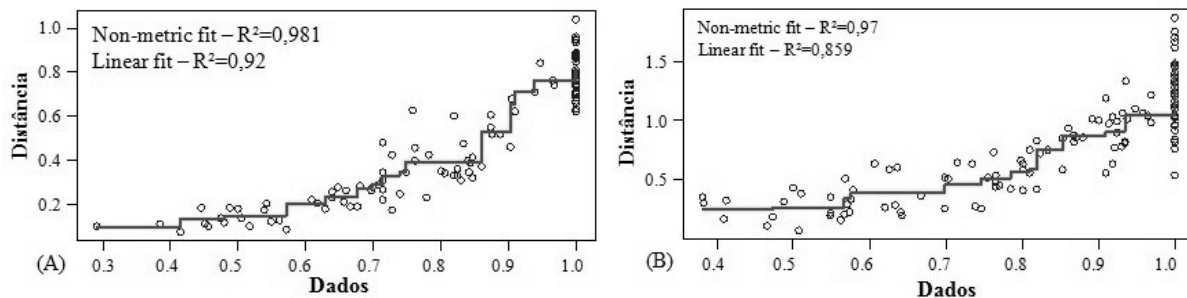 Non-metric fit – R²=0,981
Linear fit – R²=0,92
Distância
1.0
0.8
0.6
0.4
0.2
0.3 0.4 0.5 0.6 0.7 0.8 0.9 1.0
(A)
Dados
Non-metric fit – R²=0,97
Linear fit – R²=0,859
Distância
1.5
1.0
0.5
0.4 0.5 0.6 0.7 0.8 0.9 1.0
(B)
Dados